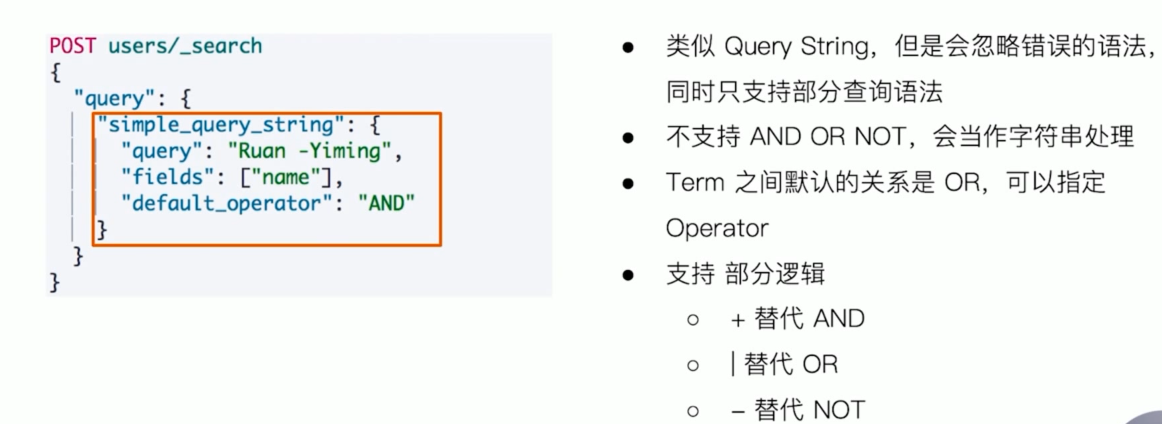 POST users/_search
{
"query": {
"simple_query_string": {
"query": "Ruan -Yiming",
"fields": ["name"],
"default_operator": "AND"
}
}
}
● 类似 Query String，但是会忽略错误的语法，
同时只支持部分查询语法
● 不支持 AND OR NOT，会当作字符串处理
● Term 之间默认的关系是 OR，可以指定
Operator
● 支持 部分逻辑
○ + 替代 AND
○ | 替代 OR
○ – 替代 NOT